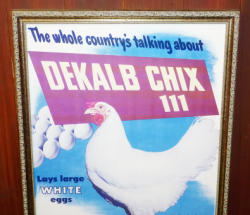 The whole country's talking about
DEKALB CHIX
111
Lays large
WHITE
eggs